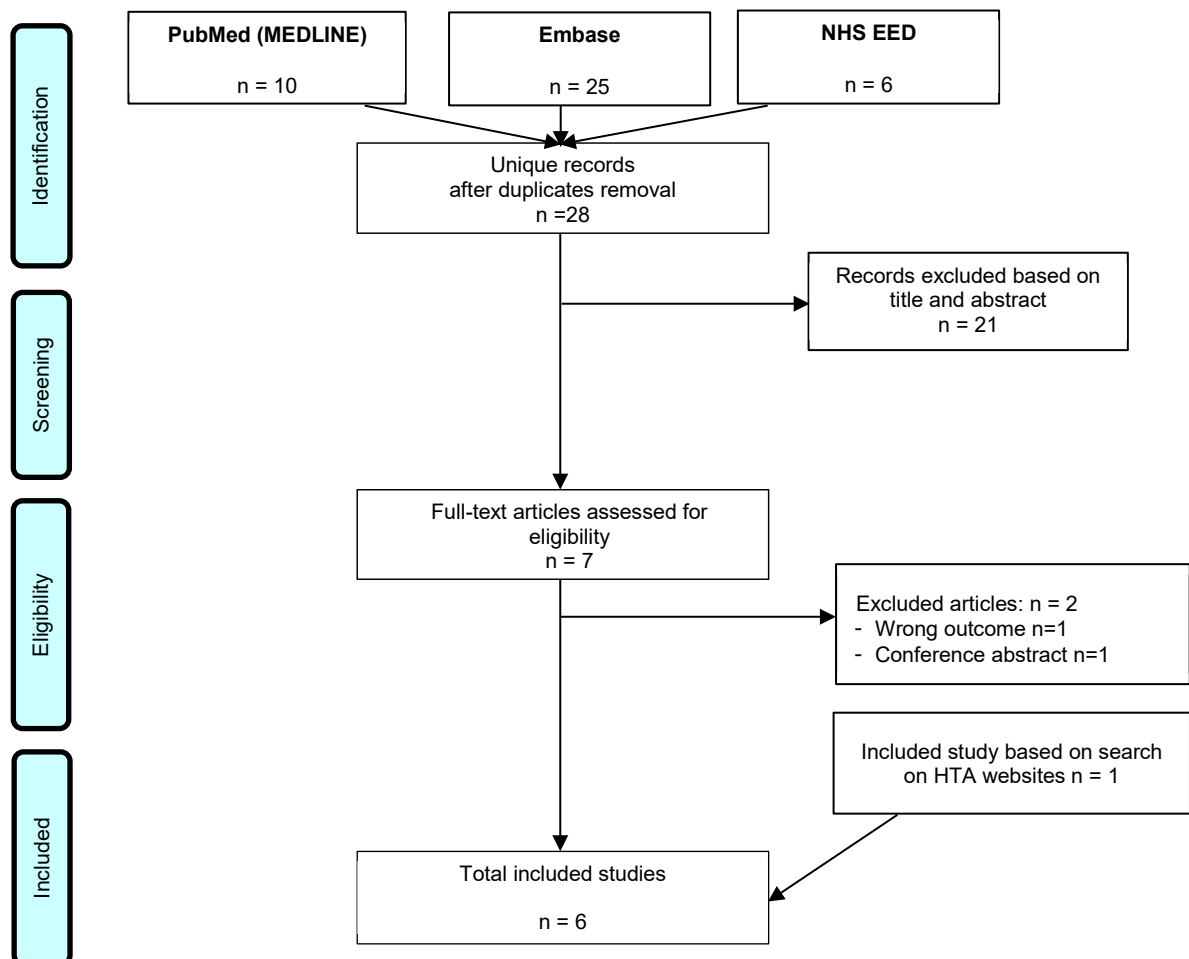 PubMed (MEDLINE)
n = 10
Embase
n = 25
NHS EED
n = 6
Identification
Unique records
after duplicates removal
n =28
Records excluded based on
title and abstract
n = 21
Screening
Full-text articles assessed for
eligibility
n = 7
Eligibility
Excluded articles: n = 2
- Wrong outcome n=1
- Conference abstract n=1
Included study based on search
on HTA websites n = 1
Included
Total included studies
n = 6